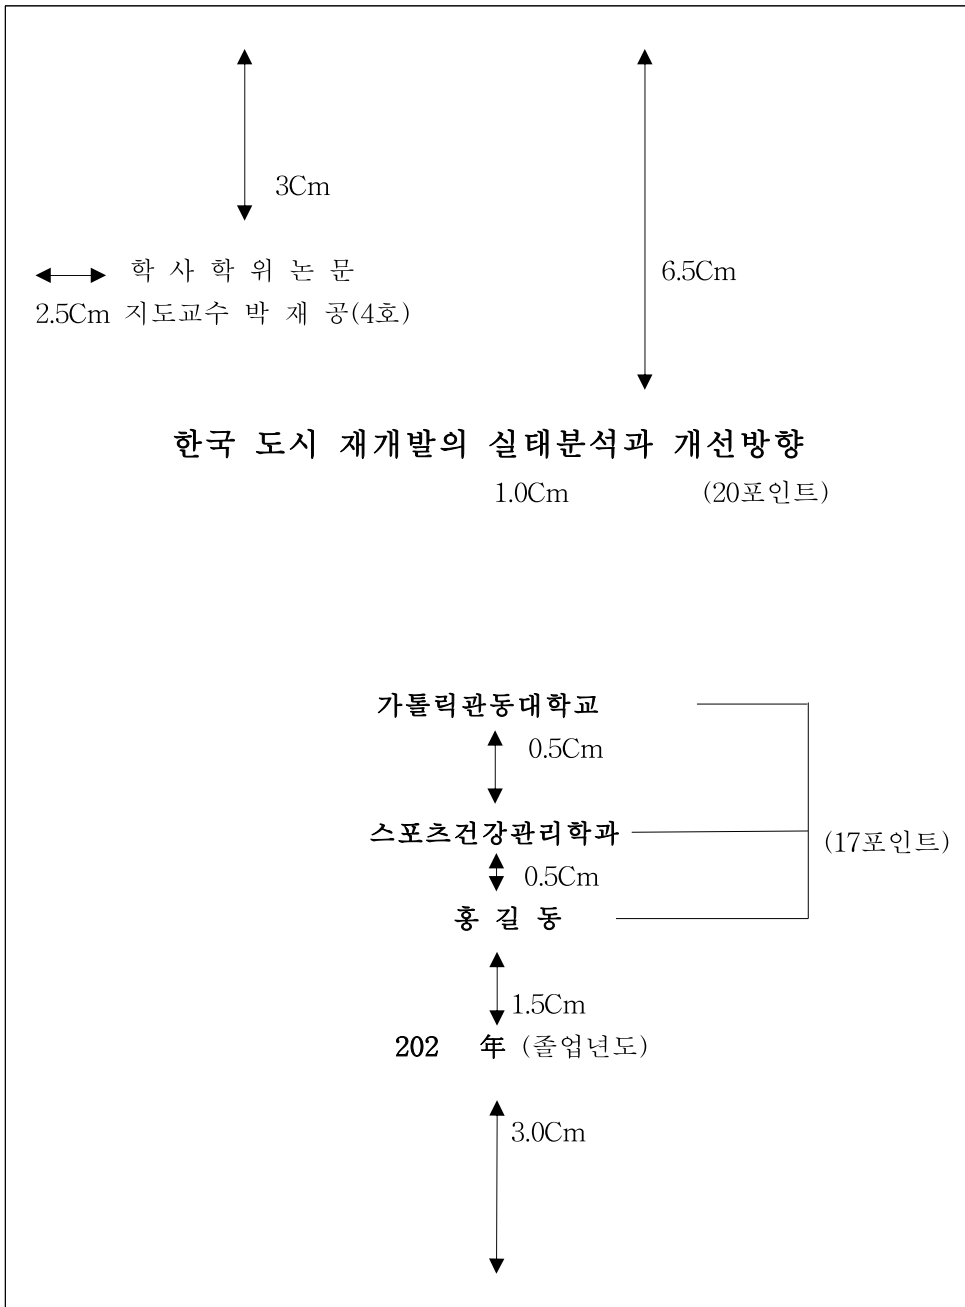 3Cm
학 사 학 위 논 문
6.5Cm
2.5Cm 지도교수 박 재 공(4호)
한국 도시 재개발의 실태분석과 개선방향
1.0Cm (20포인트)
가톨릭관동대학교
0.5Cm
스포츠건강관리학과
(17포인트)
0.5Cm
홍 길 동
1.5Cm
202 年 (졸업년도)
3.0Cm